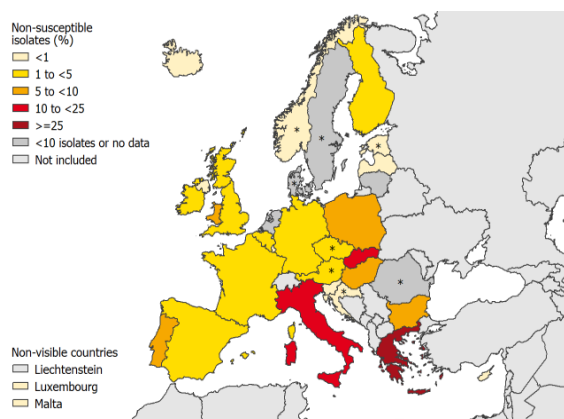 Non-susceptible
isolates (%)
<1
1 to <5
5 to <10
10 to <25
>=25
<10 isolates or no data
Not included
*
*
*
*
*
*
*
*
Non-visible countries
Liechtenstein
Luxembourg
Malta